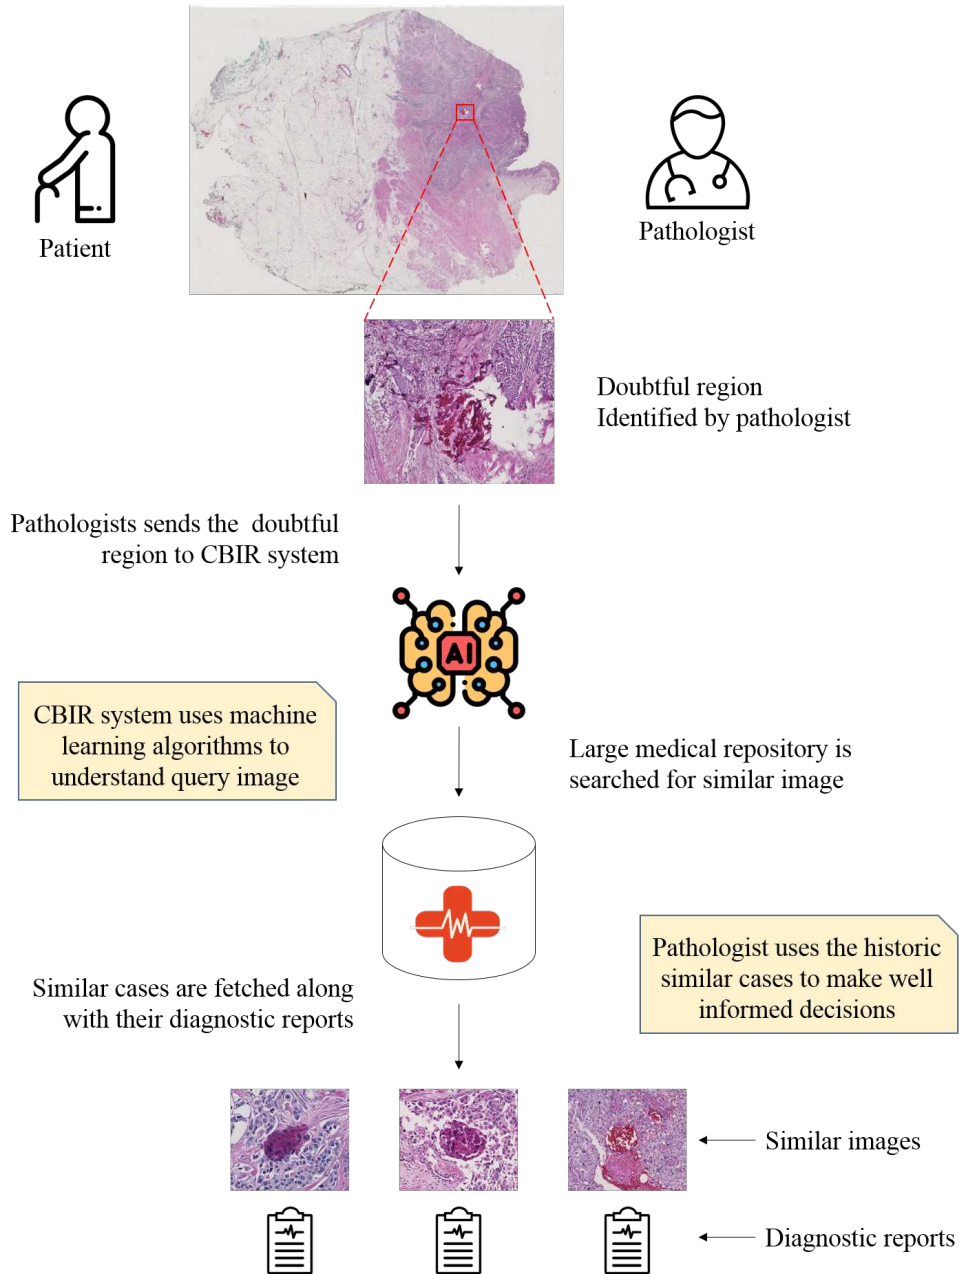 Patient
Pathologist
Doubtful region
Identified by pathologist
Pathologists sends the doubtful
region to CBIR system
AI
CBIR system uses machine
learning algorithms to
understand query image
Large medical repository is
searched for similar image
Pathologist uses the historic
similar cases to make well
informed decisions
Similar cases are fetched along
with their diagnostic reports
Similar images
Diagnostic reports